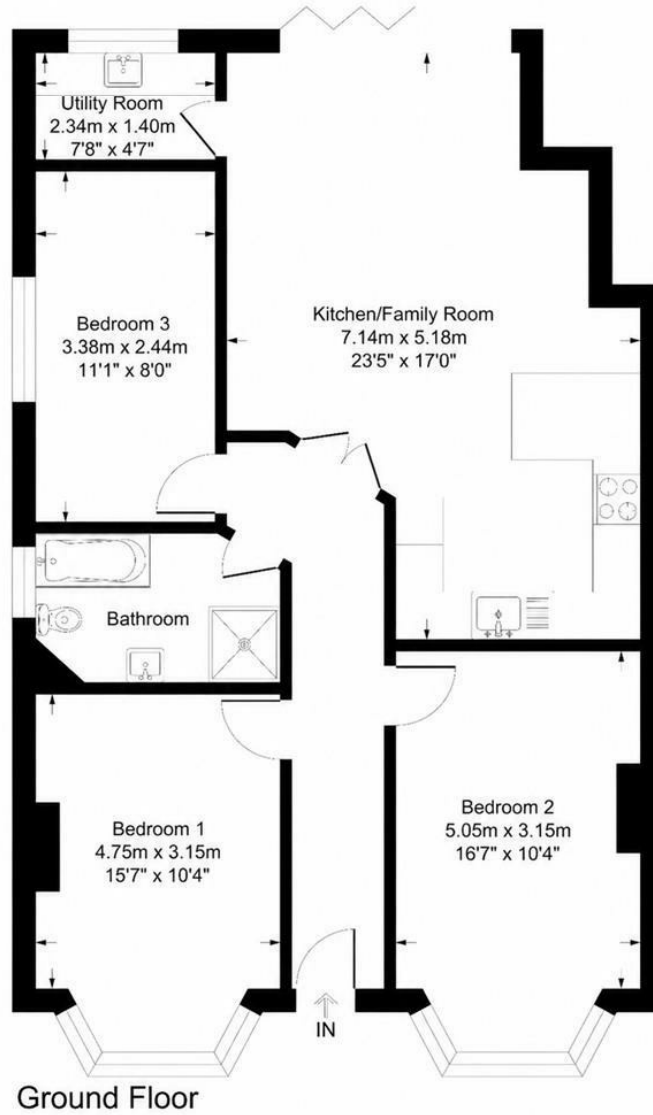 Utility Room
2.34m x 1.40m
7'8" x 4'7"
Kitchen/Family Room
7.14m x 5.18m
23'5" x 17'0"
Bedroom 3
3.38m x 2.44m
11'1" x 8'0"
Bathroom
Bedroom 1
4.75m x 3.15m
15'7" x 10'4"
Bedroom 2
5.05m x 3.15m
16'7" x 10'4"
IN
Ground Floor